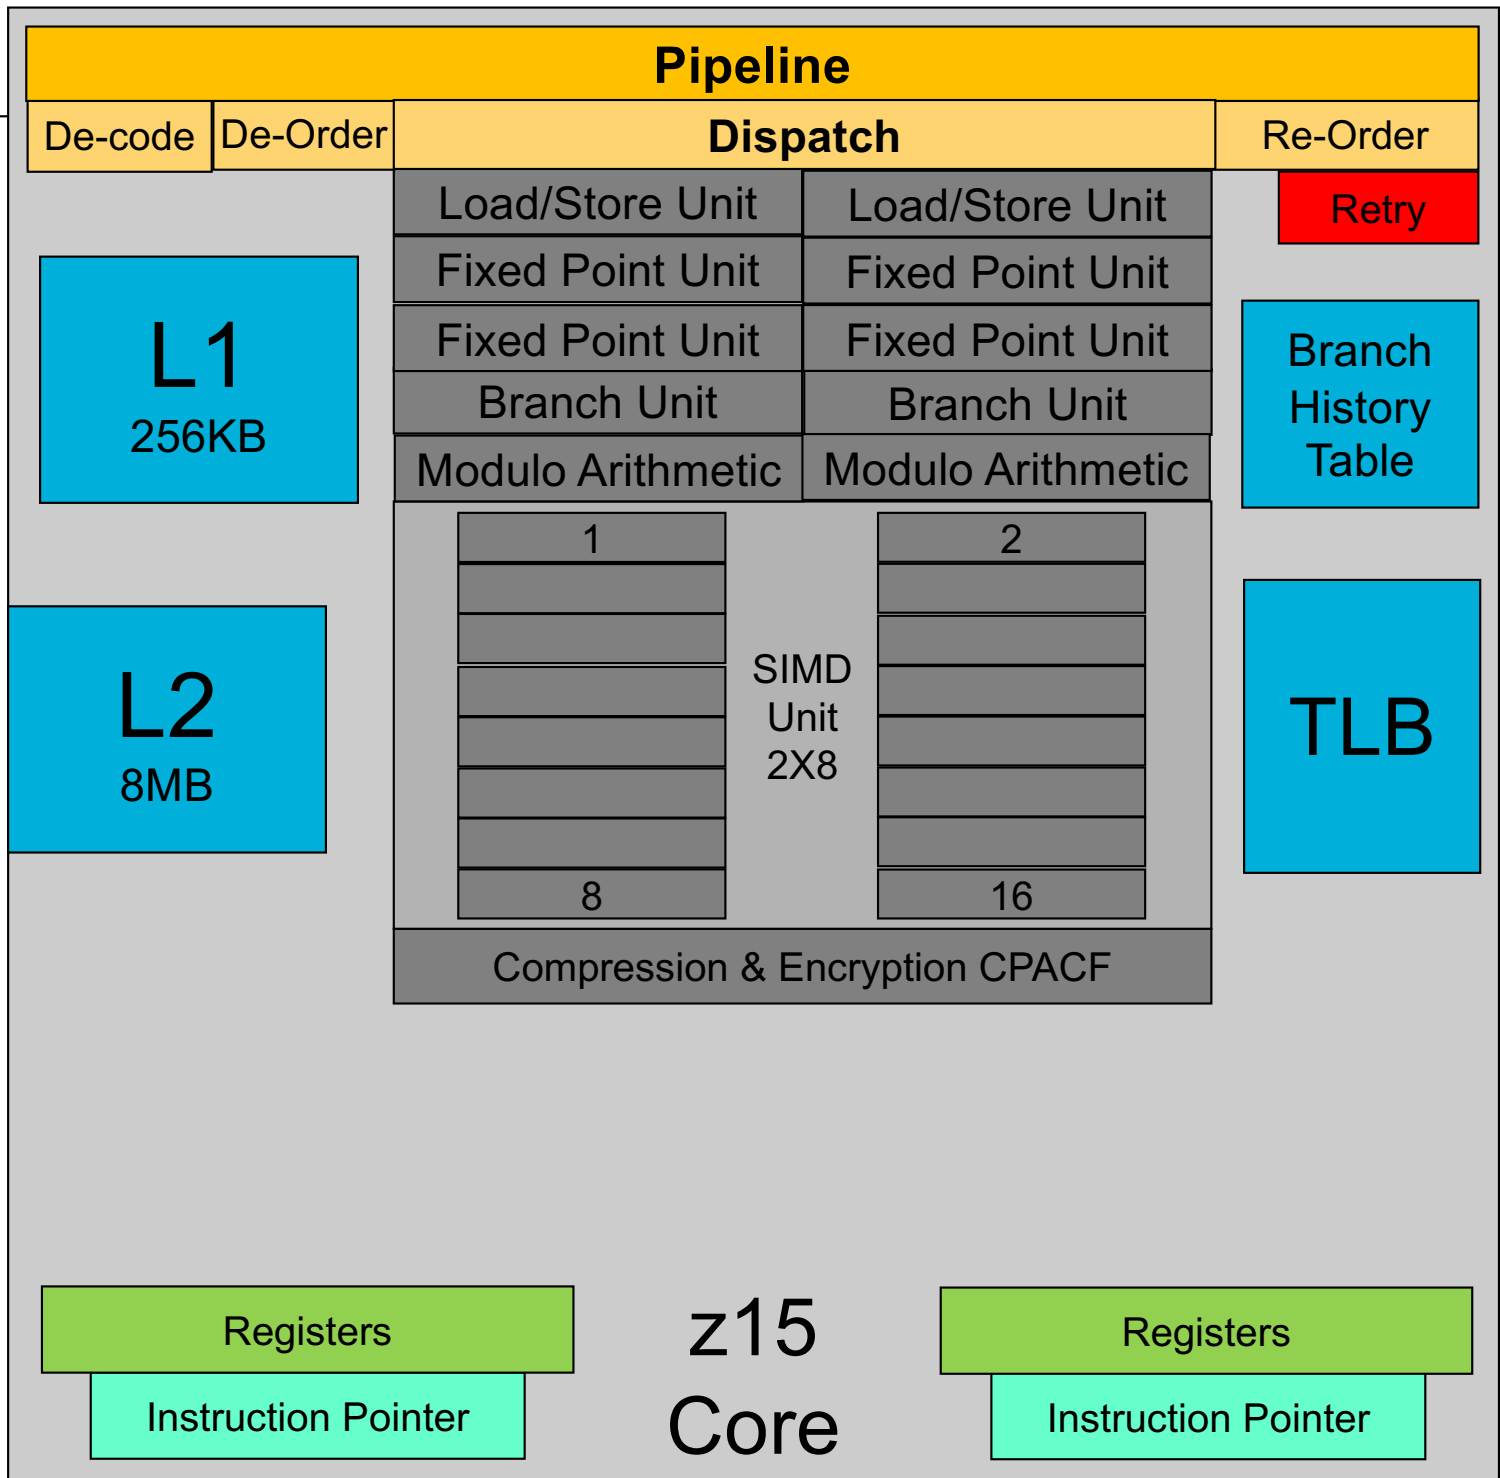 Pipeline
De-code De-Order Dispatch Re-Order
Load/Store Unit Load/Store Unit Retry
Fixed Point Unit Fixed Point Unit
Fixed Point Unit Fixed Point Unit
Branch Unit Branch Unit
Modulo Arithmetic Modulo Arithmetic
L1
256KB
Branch
History
Table
1 2
L2
8MB
SIMD
Unit
2X8
TLB
8 16
Compression & Encryption CPACF
Registers
Instruction Pointer
z15
Core
Registers
Instruction Pointer